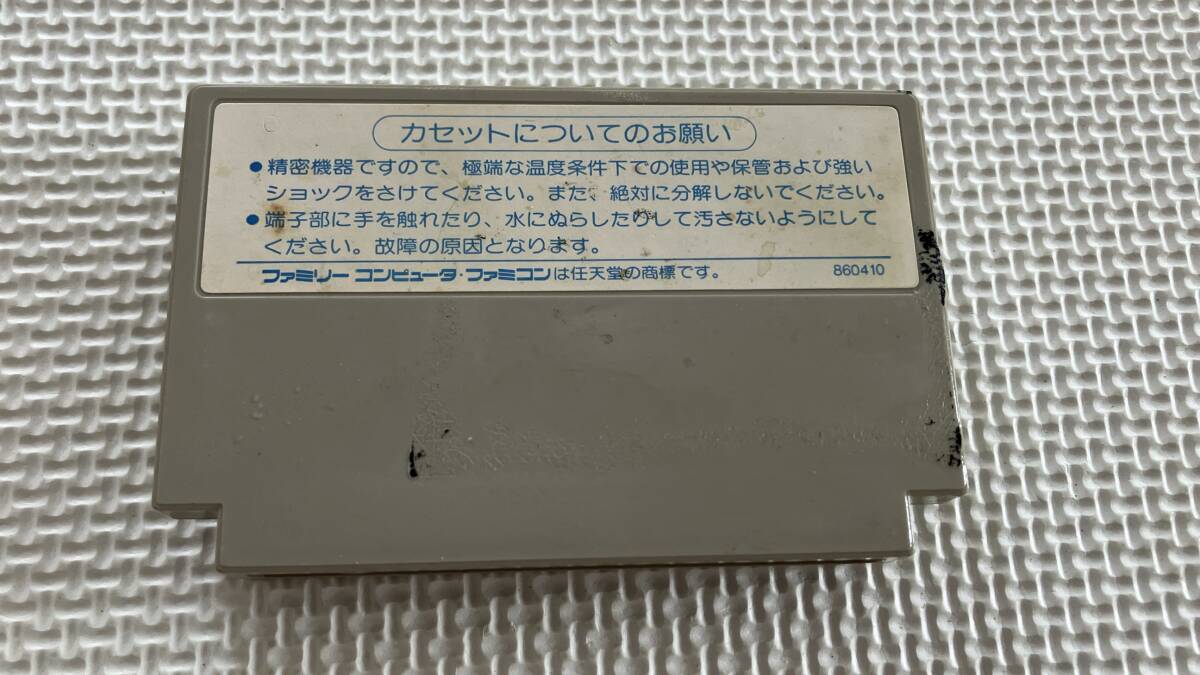 カセットについてのお願い
●精密機器ですので、極端な温度条件下での使用や保管および強い
ショックをさけてください。また、絶対に分解しないでください。
●端子部に手を触れたり、水にぬらしたりして汚さないようにして
ください。故障の原因となります。
ファミリー コンピュータ・ファミコンは任天堂の商標です。 860410